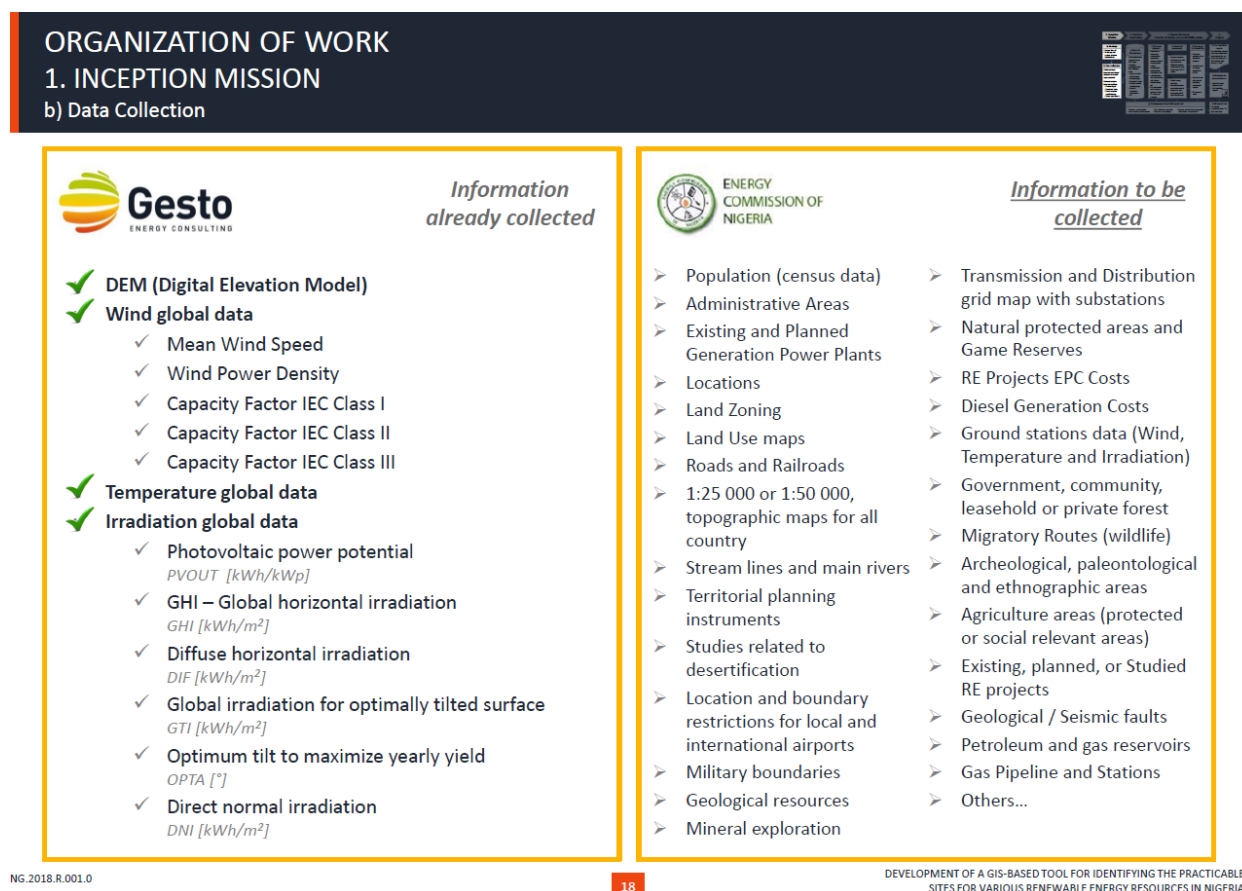 ORGANIZATION OF WORK
1. INCEPTION MISSION
b) Data Collection
Gesto
ENERGY CONSULTING
Information
already collected
DEM (Digital Elevation Model)
Wind global data
Mean Wind Speed
Wind Power Density
Capacity Factor IEC Class I
Capacity Factor IEC Class II
Capacity Factor IEC Class III
Temperature global data
Irradiation global data
Photovoltaic power potential
PVOUT [kWh/kWp]
GHI – Global horizontal irradiation
GHI [kWh/m²]
Diffuse horizontal irradiation
DIF [kWh/m²]
Global irradiation for optimally tilted surface
GTI [kWh/m²]
Optimum tilt to maximize yearly yield
OPTA [°]
Direct normal irradiation
DNI [kWh/m²]
ENERGY
COMMISSION OF
NIGERIA
Information to be
collected
Population (census data)
Administrative Areas
Existing and Planned
Generation Power Plants
Locations
Land Zoning
Land Use maps
Roads and Railroads
1:25 000 or 1:50 000,
topographic maps for all
country
Stream lines and main rivers
Territorial planning
instruments
Studies related to
desertification
Location and boundary
restrictions for local and
international airports
Military boundaries
Geological resources
Mineral exploration
Transmission and Distribution
grid map with substations
Natural protected areas and
Game Reserves
RE Projects EPC Costs
Diesel Generation Costs
Ground stations data (Wind,
Temperature and Irradiation)
Government, community,
leasehold or private forest
Migratory Routes (wildlife)
Archeological, paleontological
and ethnographic areas
Agriculture areas (protected
or social relevant areas)
Existing, planned, or Studied
RE projects
Geological / Seismic faults
Petroleum and gas reservoirs
Gas Pipeline and Stations
Others...
NG.2018.R.001.0
18
DEVELOPMENT OF A GIS-BASED TOOL FOR IDENTIFYING THE PRACTICABLE
SITES FOR VARIOUS RENEWABLE ENERGY RESOURCES IN NIGERIA